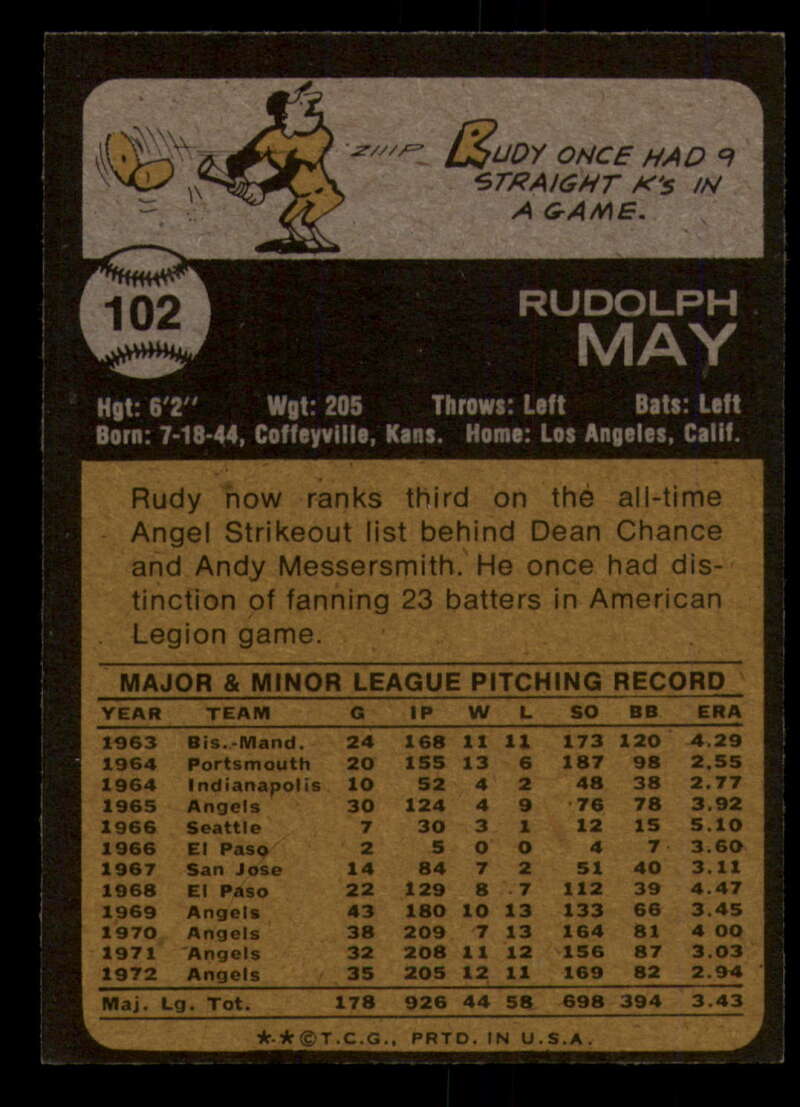 ZHIP
RUDY ONCE HAD 9
STRAIGHT K's IN
A GAME.
102
RUDOLPH
MAY
Hgt: 6'2" Wgt: 205 Throws: Left Bats: Left
Born: 7-18-44, Coffeyville, Kans. Home: Los Angeles, Calif.
Rudy now ranks third on the all-time
Angel Strikeout list behind Dean Chance
and Andy Messersmith. He once had dis-
tinction of fanning 23 batters in American
Legion game.
MAJOR & MINOR LEAGUE PITCHING RECORD
YEAR TEAM G IP W L SO BB ERA
1963 Bis.-Mand. 24 168 11 11 173 120 4.29
1964 Portsmouth 20 155 13 6 187 98 2.55
1964 Indianapolis 10 52 4 2 48 38 2.77
1965 Angels 30 124 4 9 76 78 3.92
1966 Seattle 7 30 3 1 12 15 5.10
1966 El Paso 2 5 0 0 4 7 3.60
1967 San Jose 14 84 7 2 51 40 3.11
1968 El Paso 22 129 8 7 112 39 4.47
1969 Angels 43 180 10 13 133 66 3.45
1970 Angels 38 209 7 13 164 81 4 00
1971 Angels 32 208 11 12 156 87 3.03
1972 Angels 35 205 12 11 169 82 2.94
Maj. Lg. Tot. 178 926 44 58 698 394 3.43
*.*©T.C.G., PRTD. IN U.S.A.